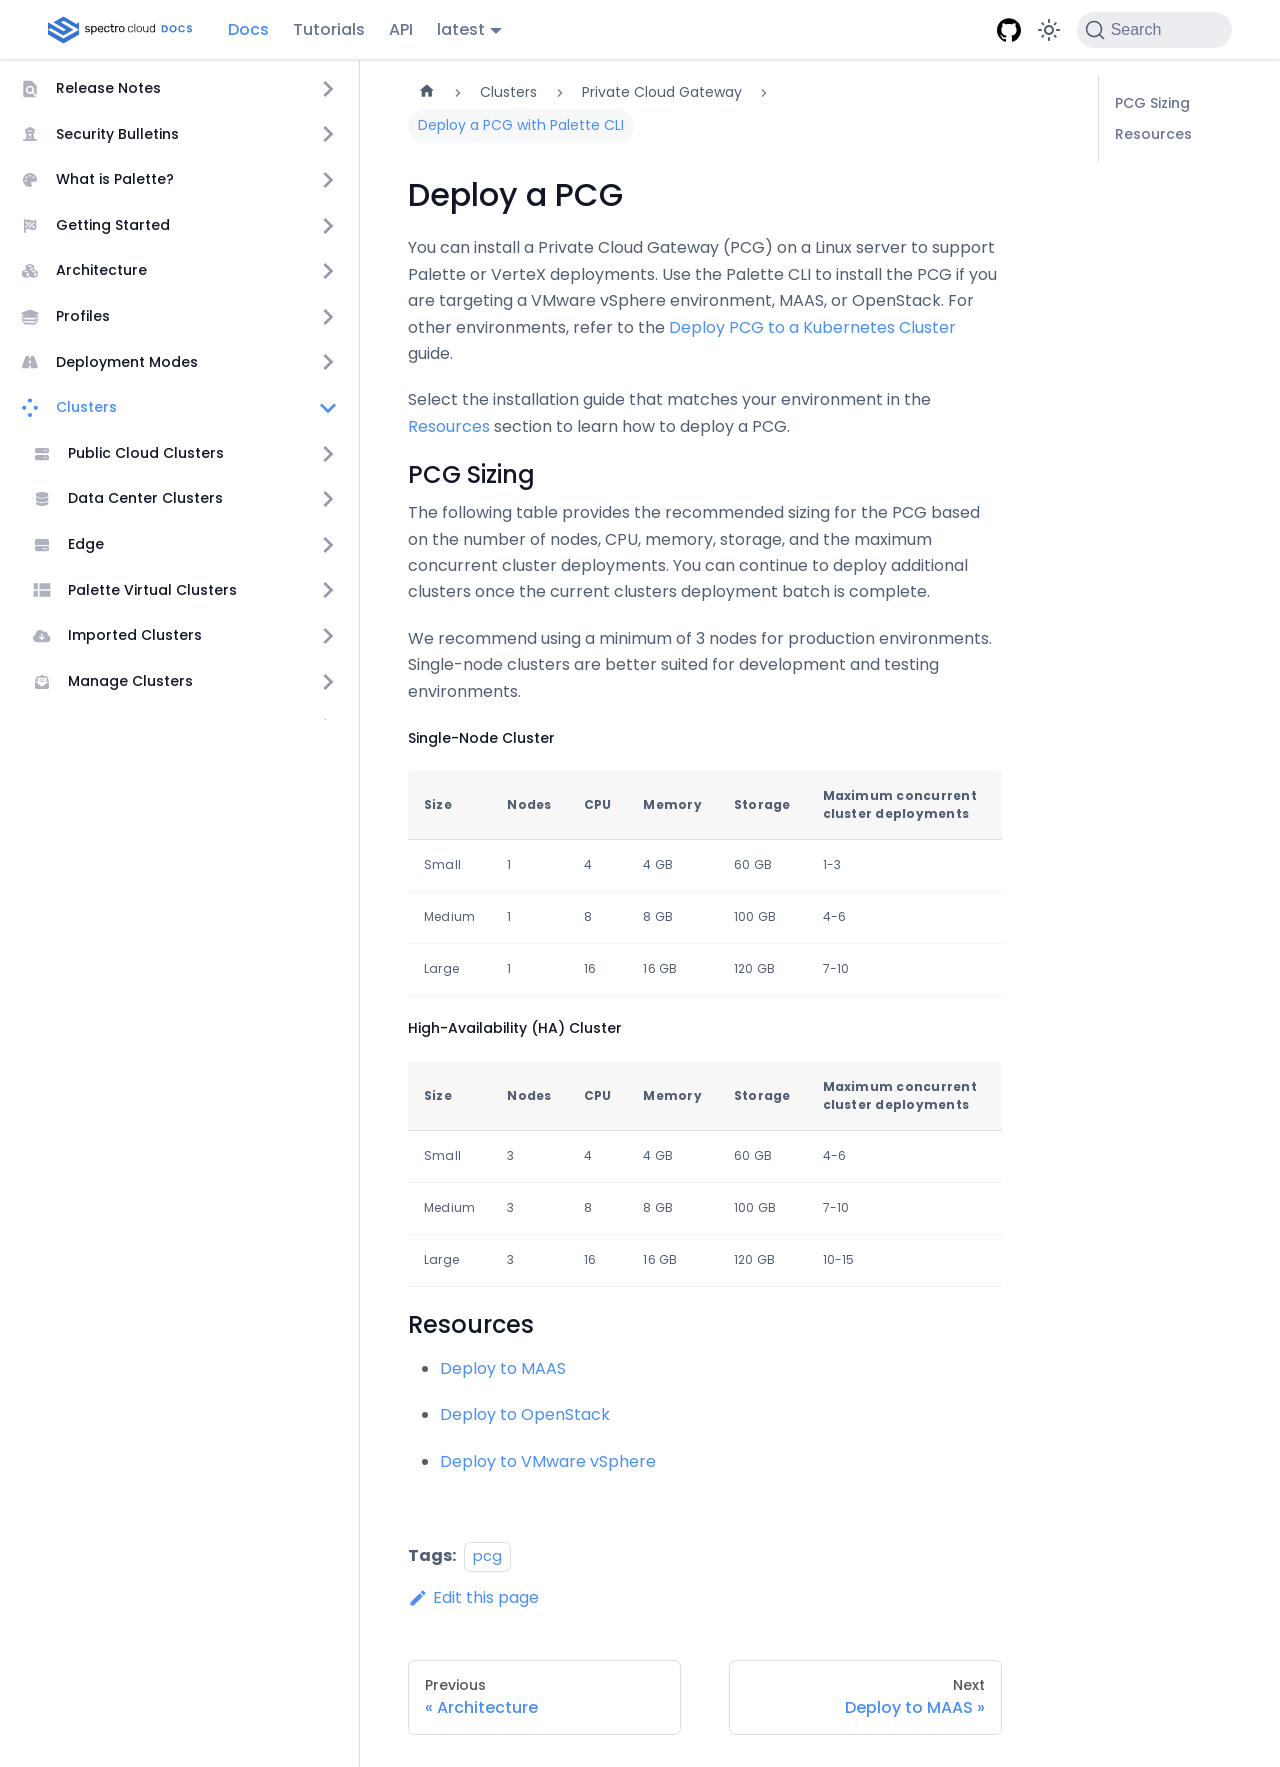 spectro cloud DOCS
Docs
Tutorials
API
latest
Search
Release Notes
Security Bulletins
What is Palette?
Getting Started
Architecture
Profiles
Deployment Modes
Clusters
Public Cloud Clusters
Data Center Clusters
Edge
Palette Virtual Clusters
Imported Clusters
Manage Clusters
Clusters
Private Cloud Gateway
Deploy a PCG with Palette CLI
Deploy a PCG
You can install a Private Cloud Gateway (PCG) on a Linux server to support
Palette or VerteX deployments. Use the Palette CLI to install the PCG if you
are targeting a VMware vSphere environment, MAAS, or OpenStack. For
other environments, refer to the Deploy PCG to a Kubernetes Cluster
guide.
Select the installation guide that matches your environment in the
Resources section to learn how to deploy a PCG.
PCG Sizing
The following table provides the recommended sizing for the PCG based
on the number of nodes, CPU, memory, storage, and the maximum
concurrent cluster deployments. You can continue to deploy additional
clusters once the current clusters deployment batch is complete.
We recommend using a minimum of 3 nodes for production environments.
Single-node clusters are better suited for development and testing
environments.
Single-Node Cluster
Size Nodes CPU Memory Storage Maximum concurrent
cluster deployments
Small 1 4 4 GB 60 GB 1-3
Medium 1 8 8 GB 100 GB 4-6
Large 1 16 16 GB 120 GB 7-10
High-Availability (HA) Cluster
Size Nodes CPU Memory Storage Maximum concurrent
cluster deployments
Small 3 4 4 GB 60 GB 4-6
Medium 3 8 8 GB 100 GB 7-10
Large 3 16 16 GB 120 GB 10-15
Resources
Deploy to MAAS
Deploy to OpenStack
Deploy to VMware vSphere
Tags: pcg
Edit this page
Previous
« Architecture
Next
Deploy to MAAS »
PCG Sizing
Resources